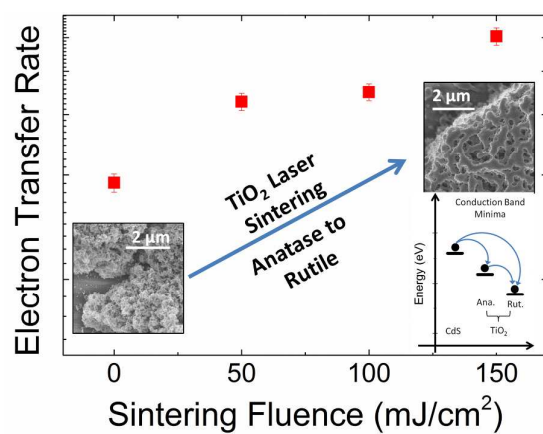 Electron Transfer Rate
2 µm
TiO2 Laser
Sintering
Anatase to
Rutile
2 µm
Conduction Band
Minima
Energy (eV)
Ana.
Rut.
CdS
TiO2
0
50
100
150
Sintering Fluence (mJ/cm²)